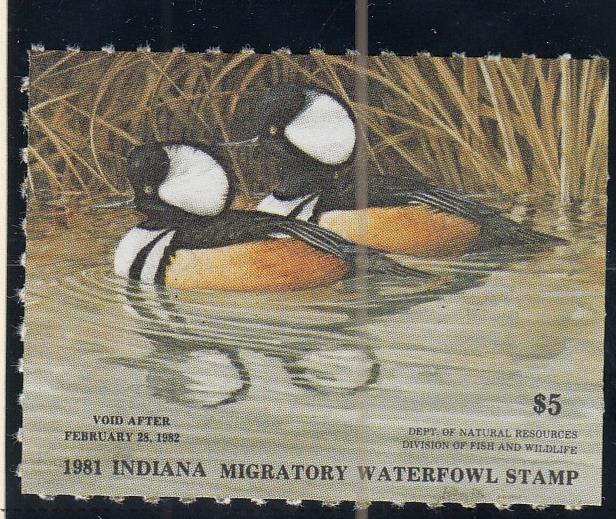 $5
VOID AFTER
FEBRUARY 28, 1982
DEPT. OF NATURAL RESOURCES
DIVISION OF FISH AND WILDLIFE
1981 INDIANA MIGRATORY WATERFOWL STAMP